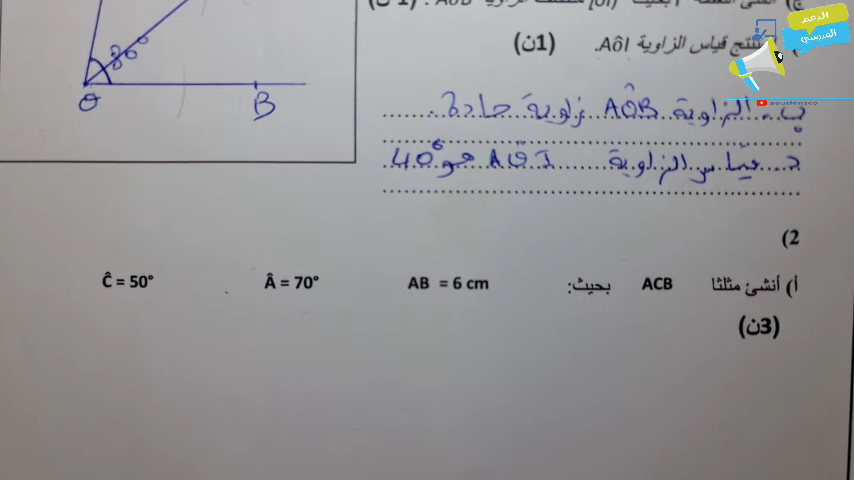 . AÔB
AÔI قياس الزاوية. (1ن)
80°
O B
ب. الزاوية AÔB زاوية حادة.
د. قياس الزاوية AÔI هو 40°
2)
أ) أنشئ مثلثا ACB بحيث: AB = 6 cm Â = 70° Ĉ = 50°
(3ن)
الدعم
المدرسي